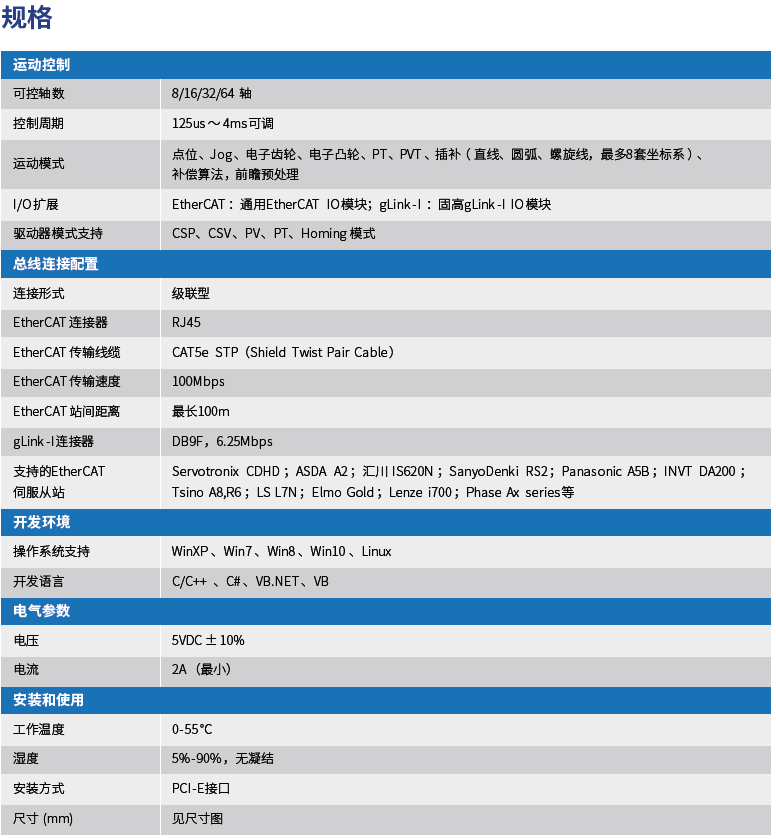 规格
运动控制
可控轴数 8/16/32/64 轴
控制周期 125us～4ms可调
运动模式 点位、Jog、电子齿轮、电子凸轮、PT、PVT、插补（直线、圆弧、螺旋线，最多8套坐标系）、
补偿算法，前瞻预处理
I/O扩展 EtherCAT：通用EtherCAT IO模块；gLink-I：固高gLink-I IO模块
驱动器模式支持 CSP、CSV、PV、PT、Homing 模式
总线连接配置
连接形式 级联型
EtherCAT 连接器 RJ45
EtherCAT 传输线缆 CAT5e STP（Shield Twist Pair Cable）
EtherCAT 传输速度 100Mbps
EtherCAT 站间距离 最长100m
gLink-I连接器 DB9F，6.25Mbps
支持的EtherCAT Servotronix CDHD；ASDA A2；汇川 IS620N；SanyoDenki RS2；Panasonic A5B；INVT DA200；
伺服从站 Tsino A8,R6；LS L7N；Elmo Gold；Lenze i700；Phase Ax series等
开发环境
操作系统支持 WinXP、Win7、Win8、Win10、Linux
开发语言 C/C++ 、C#、VB.NET、VB
电气参数
电压 5VDC ± 10%
电流 2A（最小）
安装和使用
工作温度 0-55°C
湿度 5%-90%，无凝结
安装方式 PCI-E接口
尺寸 (mm) 见尺寸图